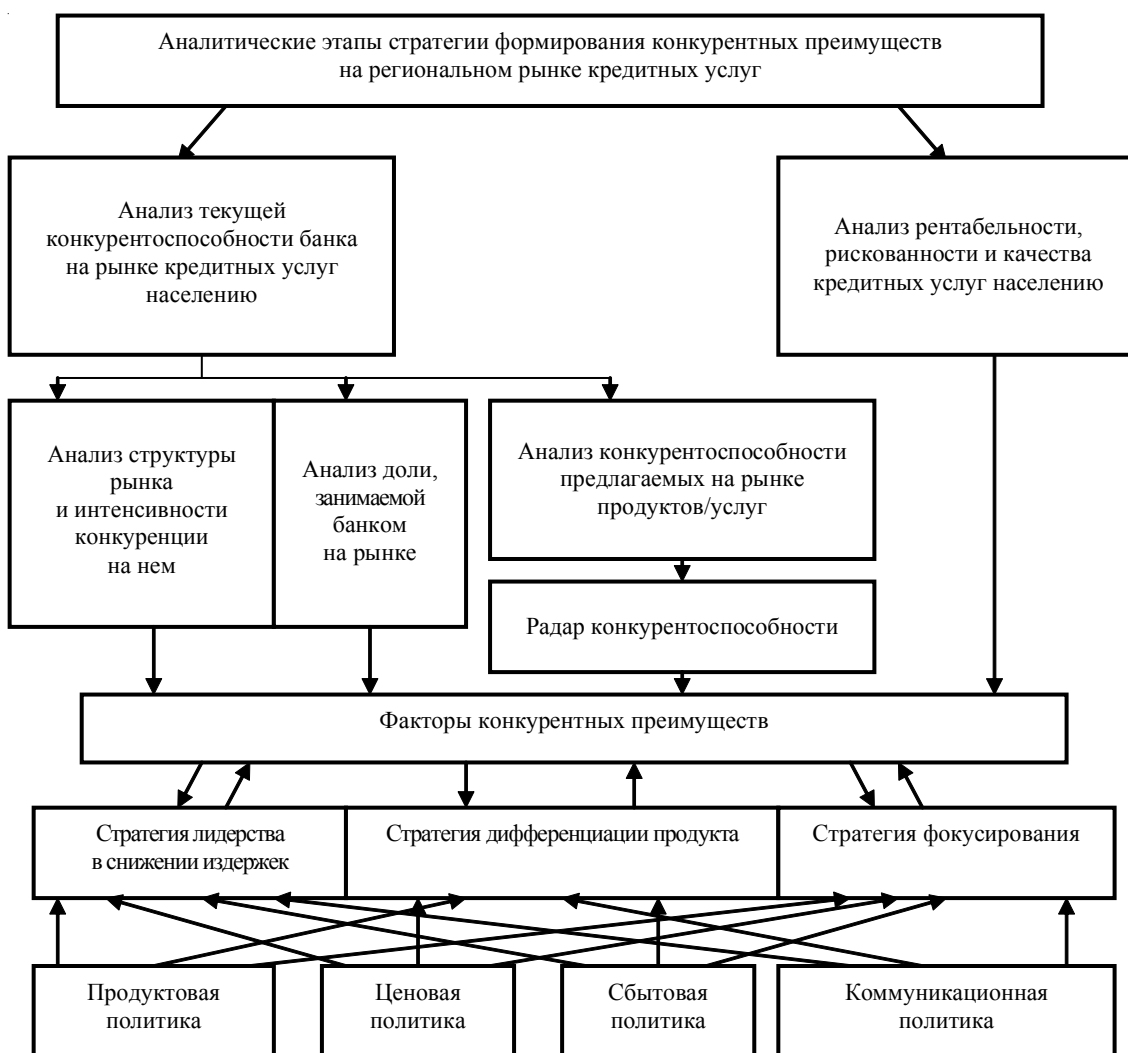 Аналитические этапы стратегии формирования конкурентных преимуществ
на региональном рынке кредитных услуг
Анализ текущей
конкурентоспособности банка
на рынке кредитных услуг
населению
Анализ рентабельности,
рискованности и качества
кредитных услуг населению
Анализ структуры
рынка
и интенсивности
конкуренции
на нем
Анализ доли,
занимаемой
банком
на рынке
Анализ конкурентоспособности
предлагаемых на рынке
продуктов/услуг
Радар конкурентоспособности
Факторы конкурентных преимуществ
Стратегия лидерства
в снижении издержек
Стратегия дифференциации продукта
Стратегия фокусирования
Продуктовая
политика
Ценовая
политика
Сбытовая
политика
Коммуникационная
политика